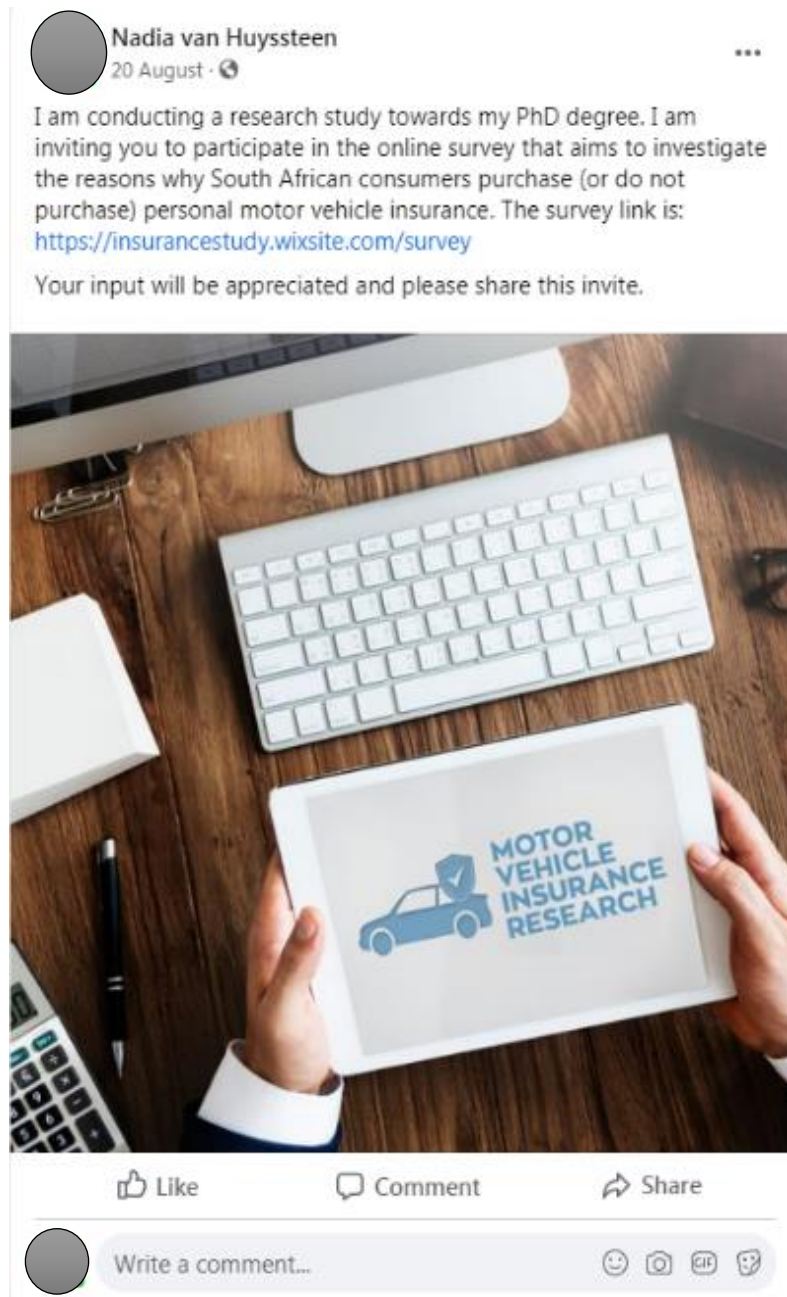 Nadia van Huyssteen
20 August ·
I am conducting a research study towards my PhD degree. I am
inviting you to participate in the online survey that aims to investigate
the reasons why South African consumers purchase (or do not
purchase) personal motor vehicle insurance. The survey link is:
https://insurancestudy.wixsite.com/survey
Your input will be appreciated and please share this invite.
MOTOR
VEHICLE
INSURANCE
RESEARCH
Like
Comment
Share
Write a comment...
GIF